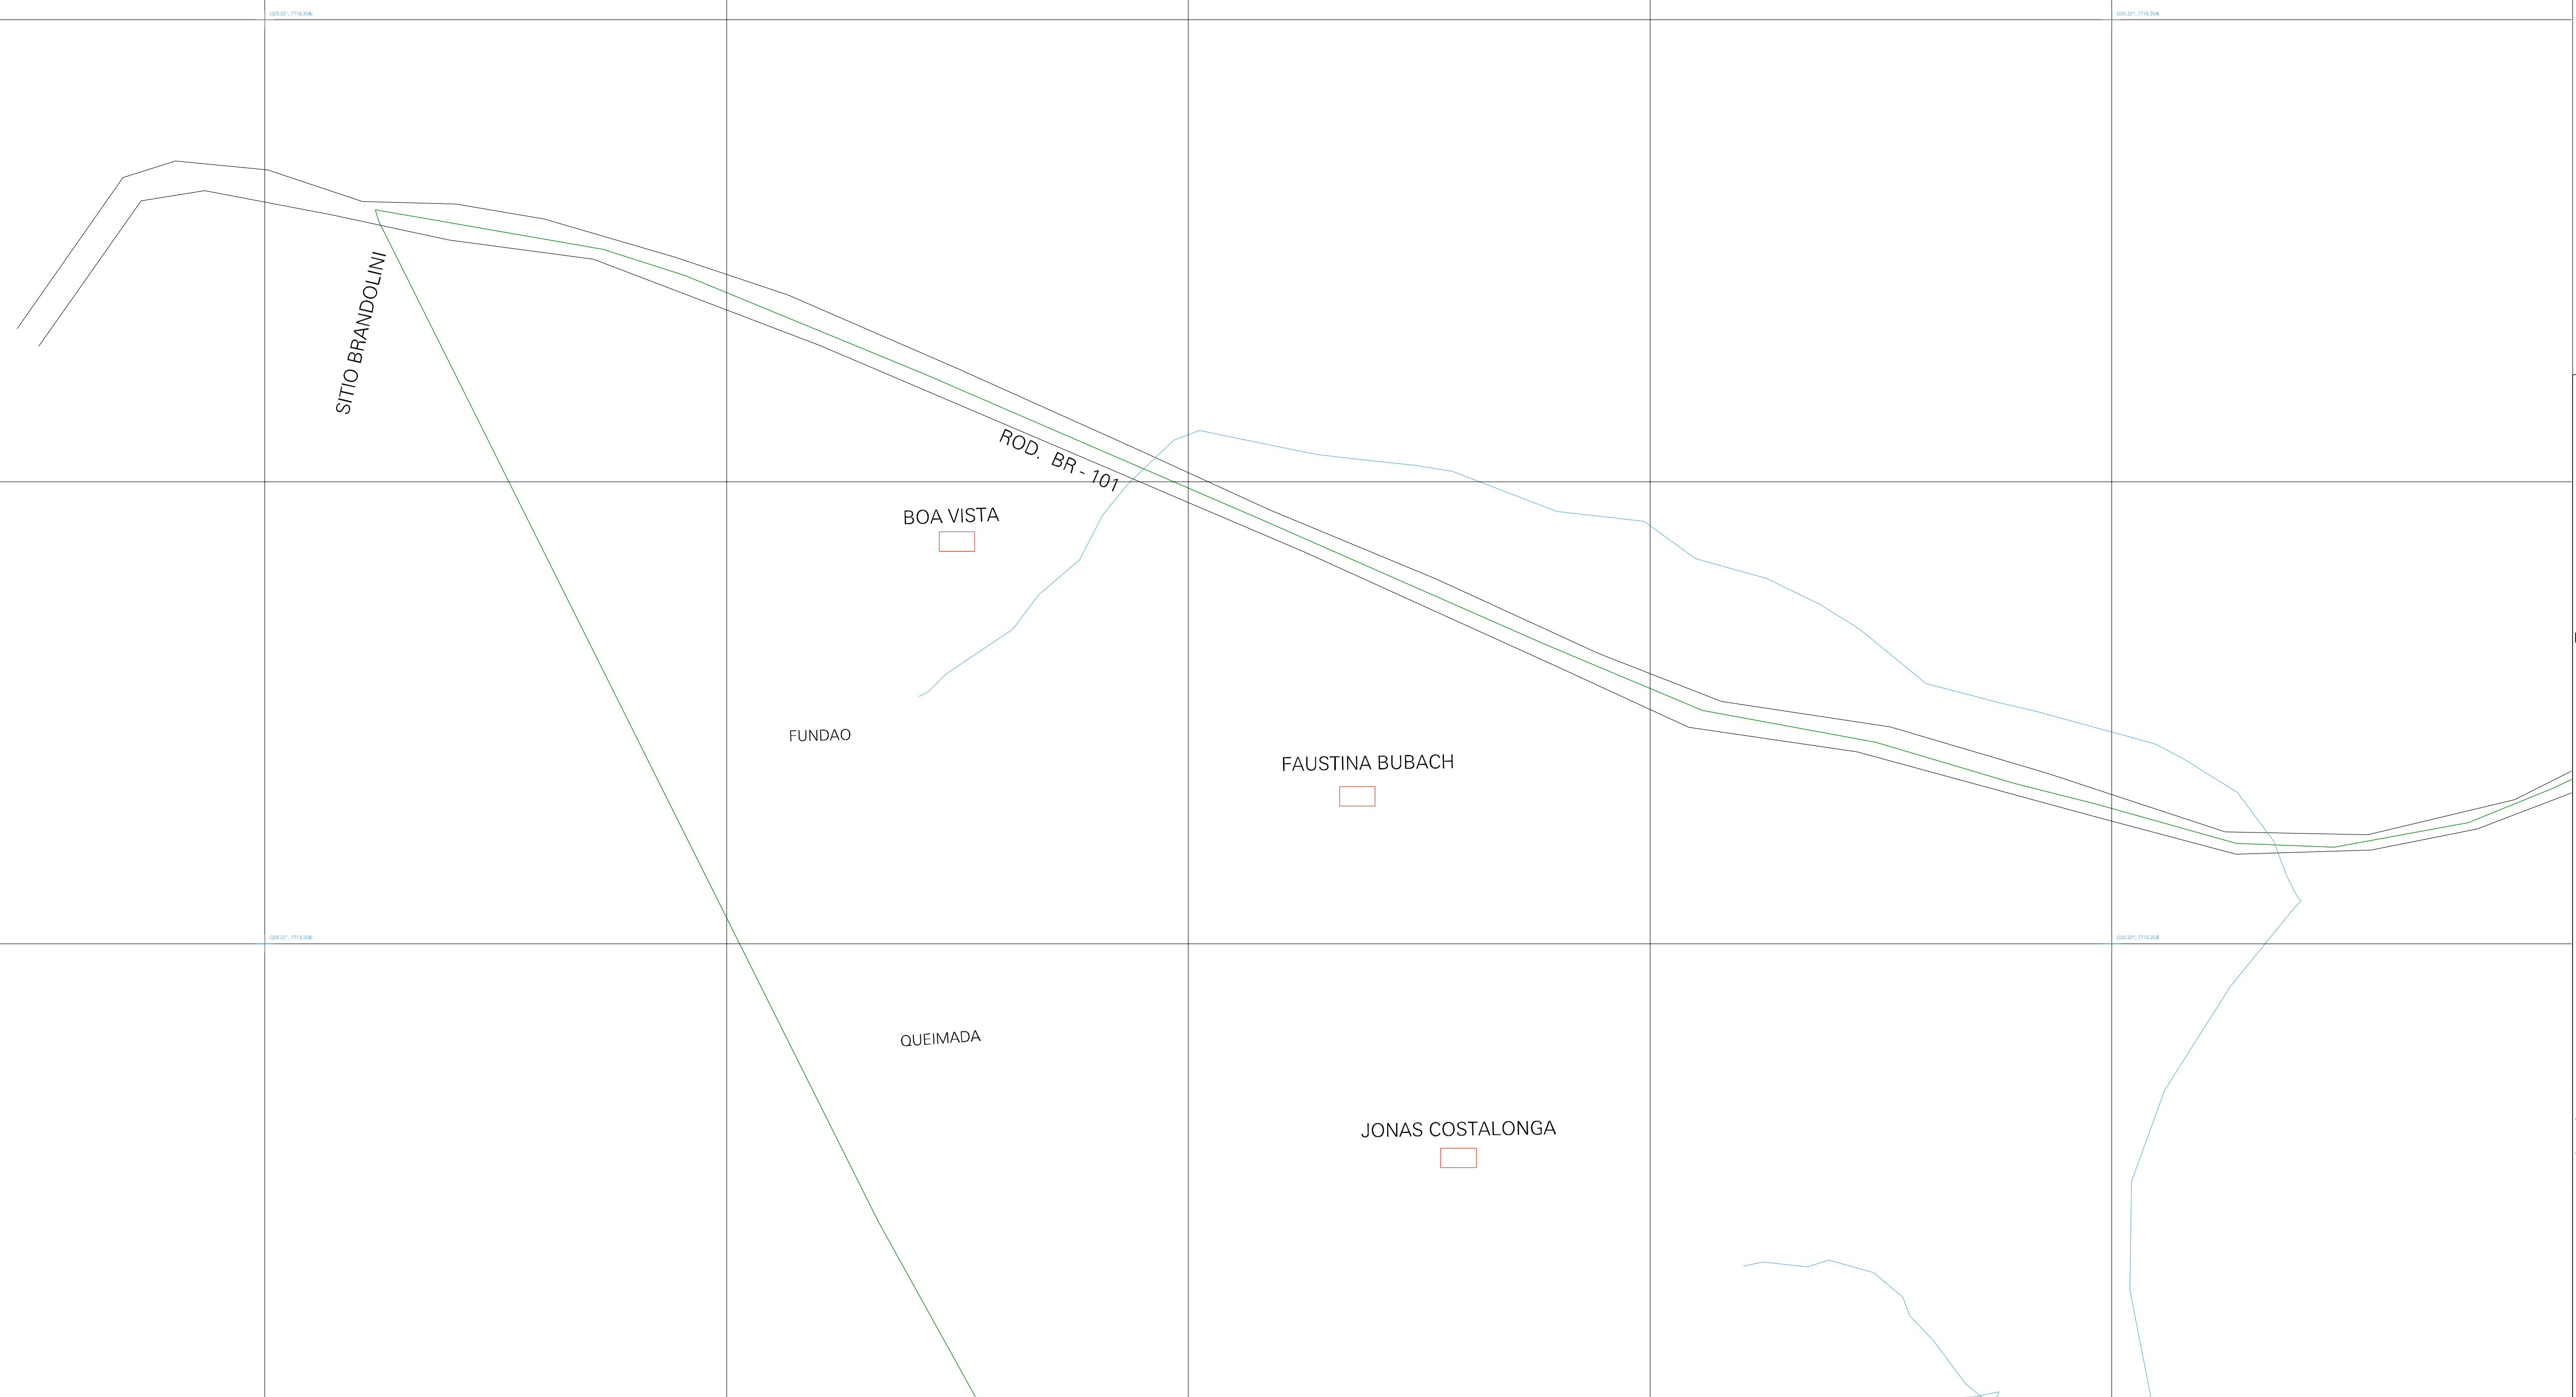 SITIO BRANDOLINI
ROD. BR - 101
BOA VISTA
FUNDAO
FAUSTINA BUBACH
QUEIMADA
JONAS COSTALONGA